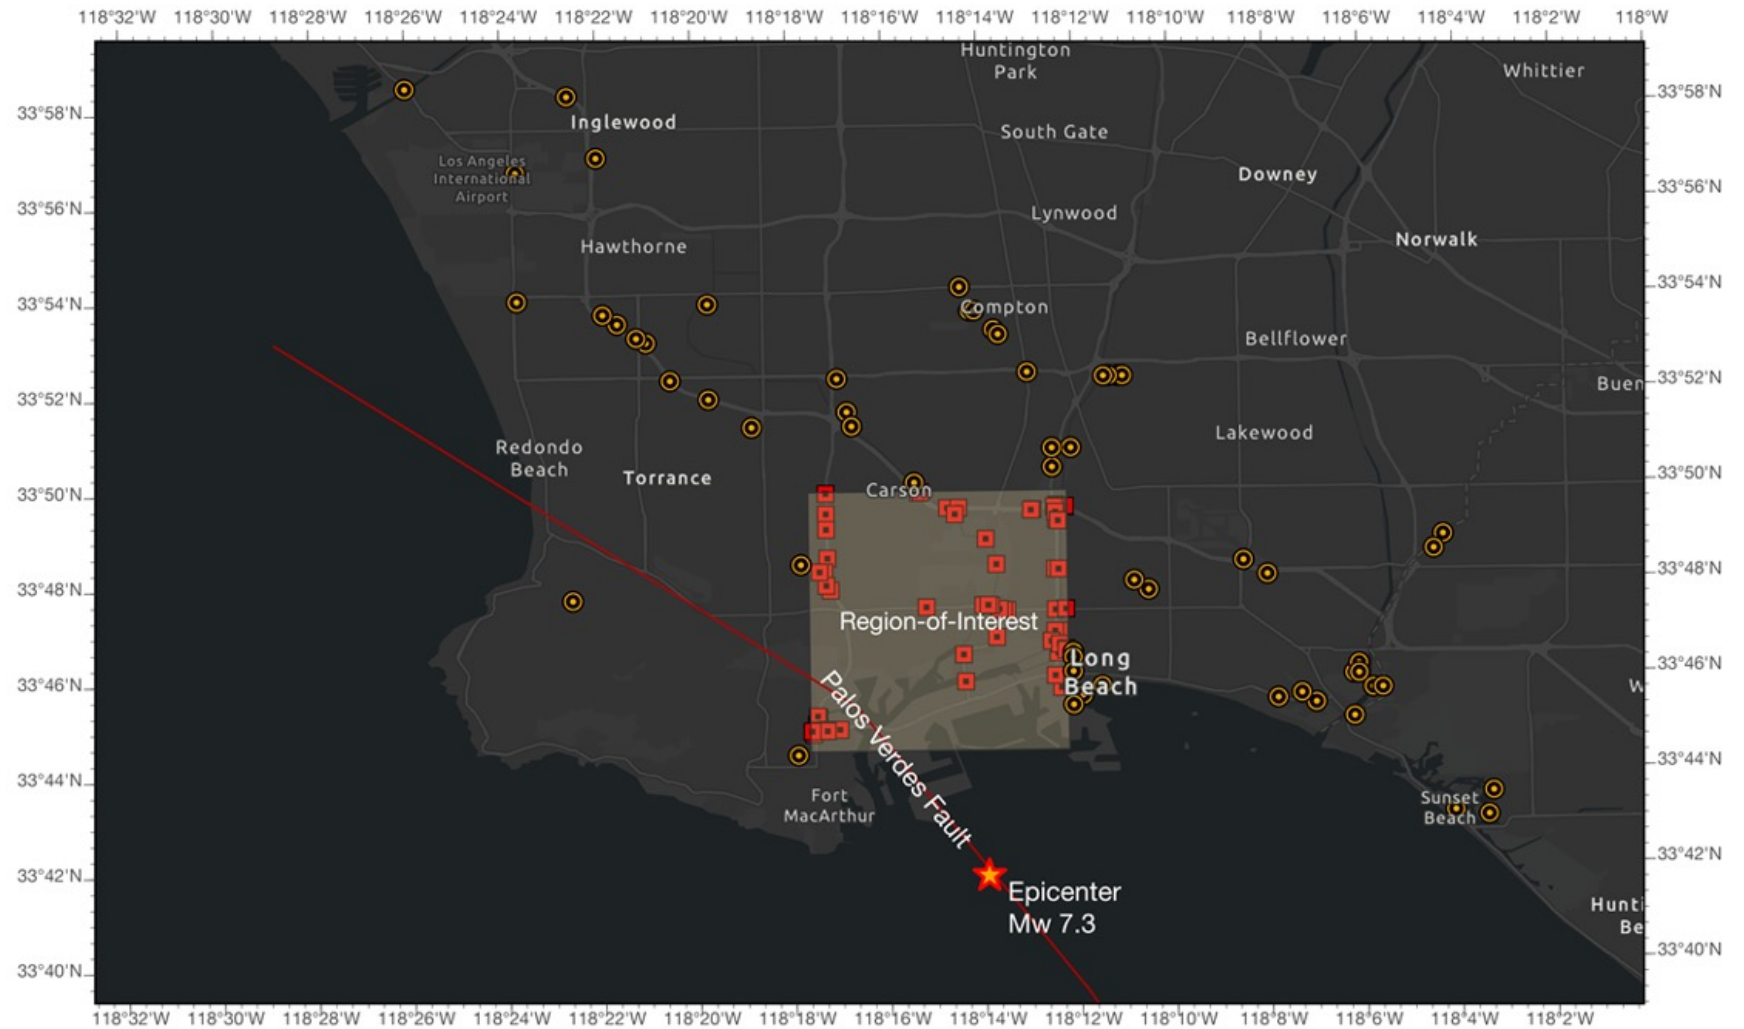 118°32'W 118°30'W 118°28'W 118°26'W 118°24'W 118°22'W 118°20'W 118°18'W 118°16'W 118°14'W 118°12'W 118°10'W 118°8'W 118°6'W 118°4'W 118°2'W 118°W
Huntington
Park
Whittier
33°58'N
33°58'N
Inglewood
South Gate
Los Angeles
International
Airport
Downey
33°56'N
33°56'N
Lynwood
Hawthorne
Norwalk
33°54'N
33°54'N
Compton
Bellflower
33°52'N
33°52'N
Buen
Redondo
Beach
Lakewood
Torrance
33°50'N
33°50'N
Carson
33°48'N
33°48'N
Region-of-Interest
Long
Beach
33°46'N
33°46'N
W
Palos Verdes Fault
33°44'N
33°44'N
Fort
MacArthur
Sunset
Beach
33°42'N
33°42'N
Epicenter
Mw 7.3
Hunti
Be
33°40'N
33°40'N
118°32'W 118°30'W 118°28'W 118°26'W 118°24'W 118°22'W 118°20'W 118°18'W 118°16'W 118°14'W 118°12'W 118°10'W 118°8'W 118°6'W 118°4'W 118°2'W